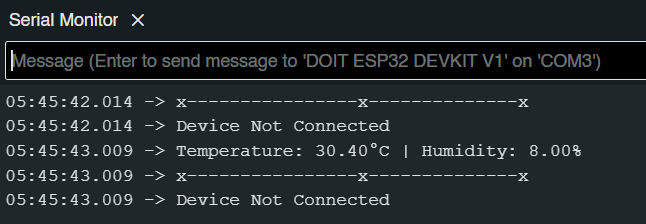 Serial Monitor ×
Message (Enter to send message to 'DOIT ESP32 DEVKIT V1' on 'COM3')
05:45:42.014 -> x----------------x--------------x
05:45:42.014 -> Device Not Connected
05:45:43.009 -> Temperature: 30.40°C | Humidity: 8.00%
05:45:43.009 -> x----------------x--------------x
05:45:43.009 -> Device Not Connected